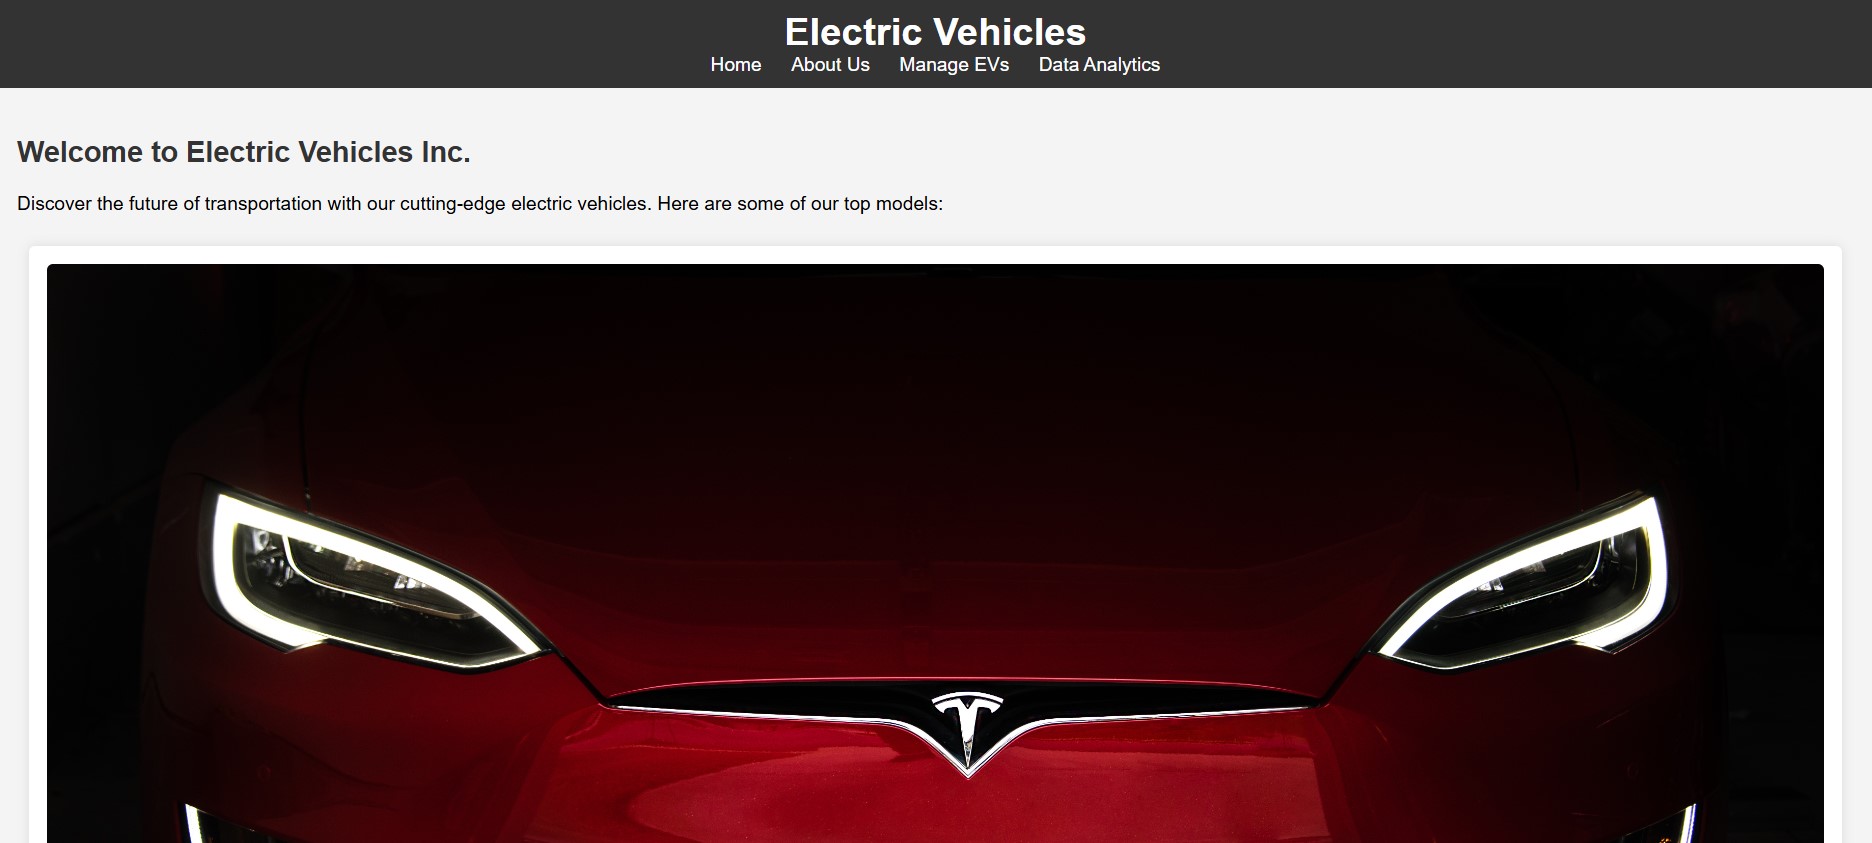 Electric Vehicles
Home About Us Manage EVs Data Analytics
Welcome to Electric Vehicles Inc.
Discover the future of transportation with our cutting-edge electric vehicles. Here are some of our top models: